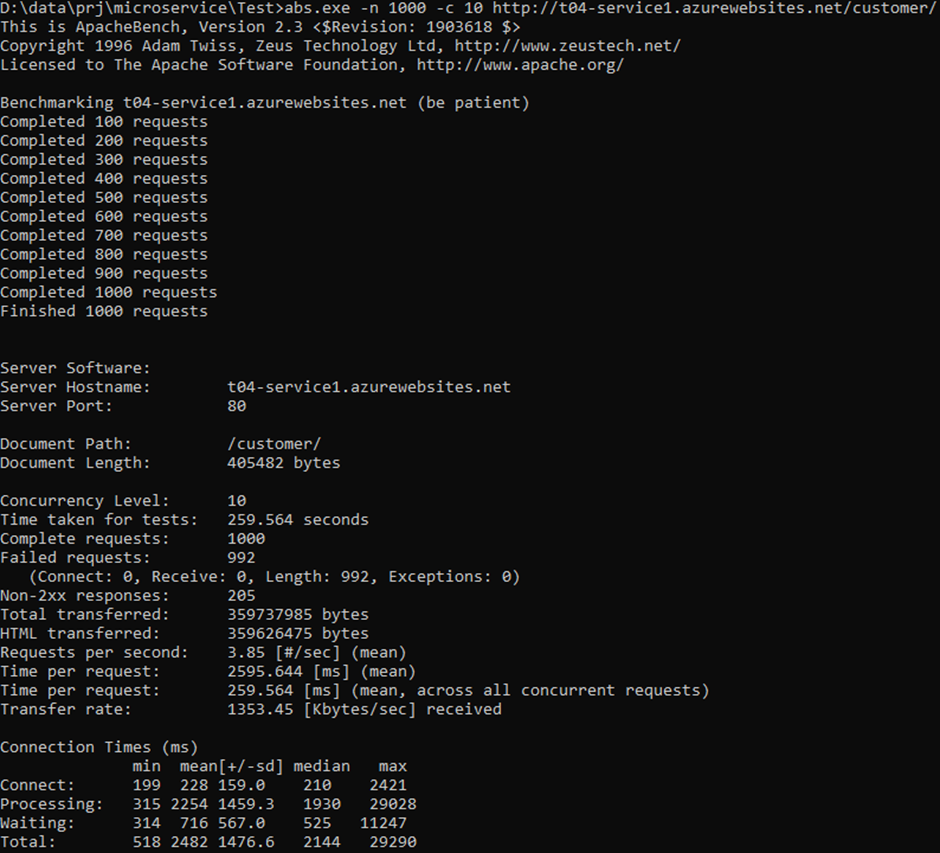 D:\data\prj\microservice\Test>abs.exe -n 1000 -c 10 http://t04-service1.azurewebsites.net/customer/
This is ApacheBench, Version 2.3 <$Revision: 1903618 $>
Copyright 1996 Adam Twiss, Zeus Technology Ltd, http://www.zeustech.net/
Licensed to The Apache Software Foundation, http://www.apache.org/

Benchmarking t04-service1.azurewebsites.net (be patient)
Completed 100 requests
Completed 200 requests
Completed 300 requests
Completed 400 requests
Completed 500 requests
Completed 600 requests
Completed 700 requests
Completed 800 requests
Completed 900 requests
Completed 1000 requests
Finished 1000 requests


Server Software:
Server Hostname:        t04-service1.azurewebsites.net
Server Port:            80

Document Path:          /customer/
Document Length:        405482 bytes

Concurrency Level:      10
Time taken for tests:   259.564 seconds
Complete requests:      1000
Failed requests:        992
   (Connect: 0, Receive: 0, Length: 992, Exceptions: 0)
Non-2xx responses:      205
Total transferred:      359737985 bytes
HTML transferred:       359626475 bytes
Requests per second:    3.85 [#/sec] (mean)
Time per request:       2595.644 [ms] (mean)
Time per request:       259.564 [ms] (mean, across all concurrent requests)
Transfer rate:          1353.45 [Kbytes/sec] received

Connection Times (ms)
              min  mean[+/-sd] median   max
Connect:      199  228 159.0    210    2421
Processing:   315 2254 1459.3   1930   29028
Waiting:      314  716 567.0    525   11247
Total:        518 2482 1476.6   2144   29290